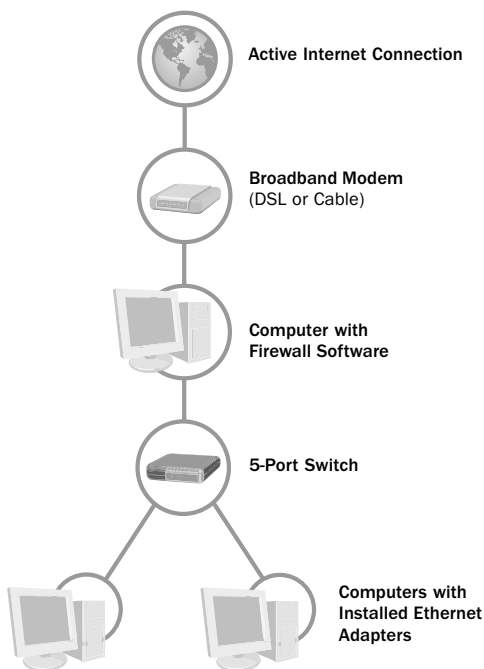 Active Internet Connection
Broadband Modem
(DSL or Cable)
Computer with
Firewall Software
5-Port Switch
Computers with
Installed Ethernet
Adapters